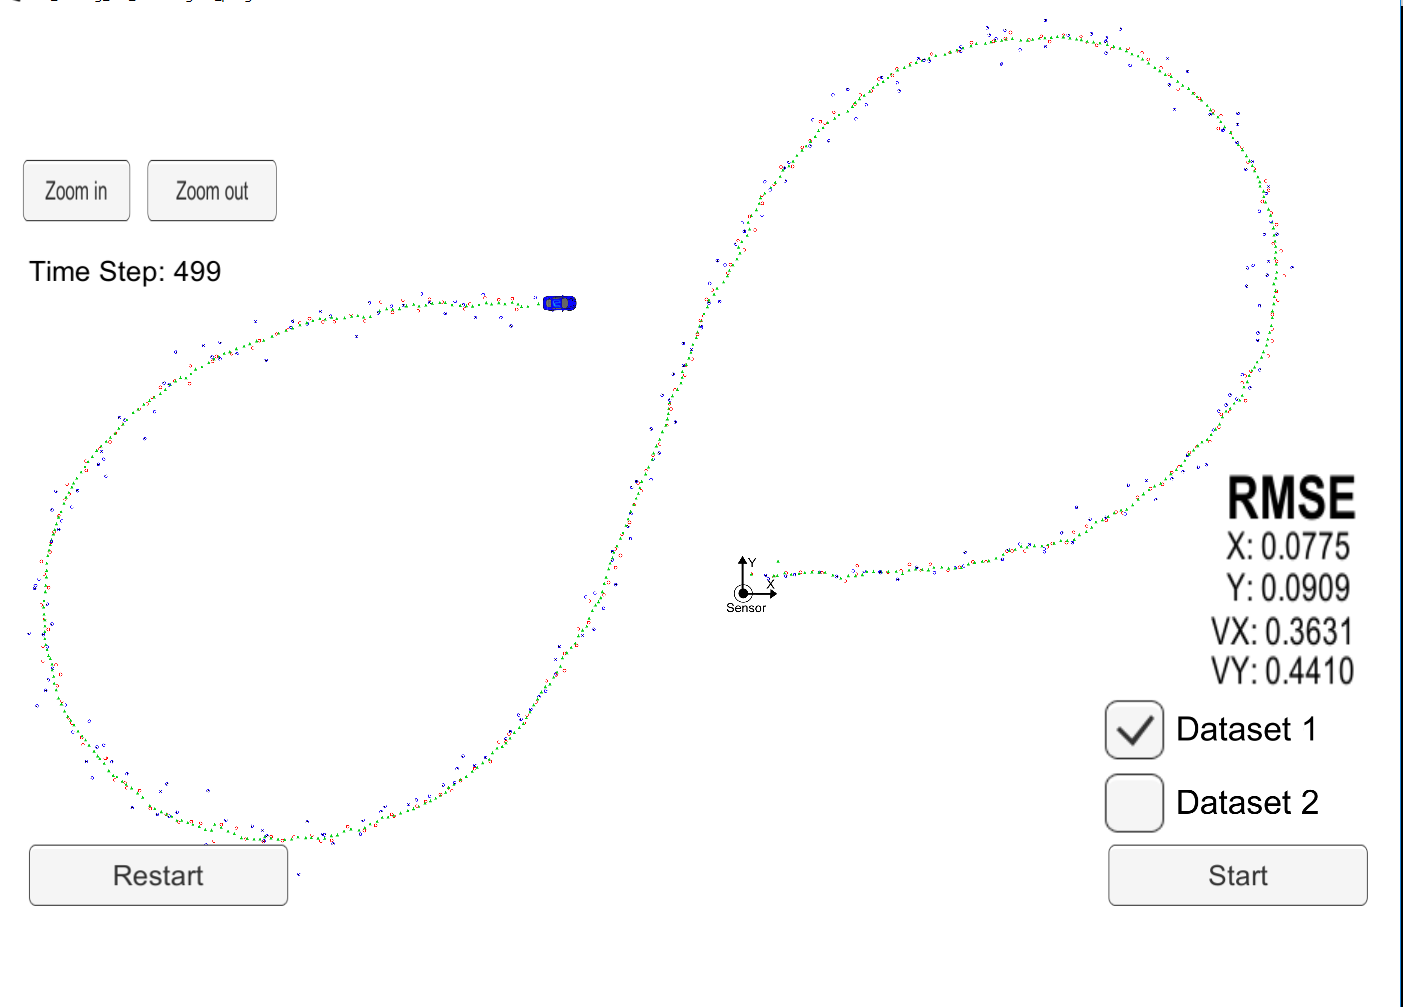 Zoom in
Zoom out
Time Step: 499
Y
X
Sensor
RMSE
X: 0.0775
Y: 0.0909
VX: 0.3631
VY: 0.4410
Dataset 1
Dataset 2
Restart
Start